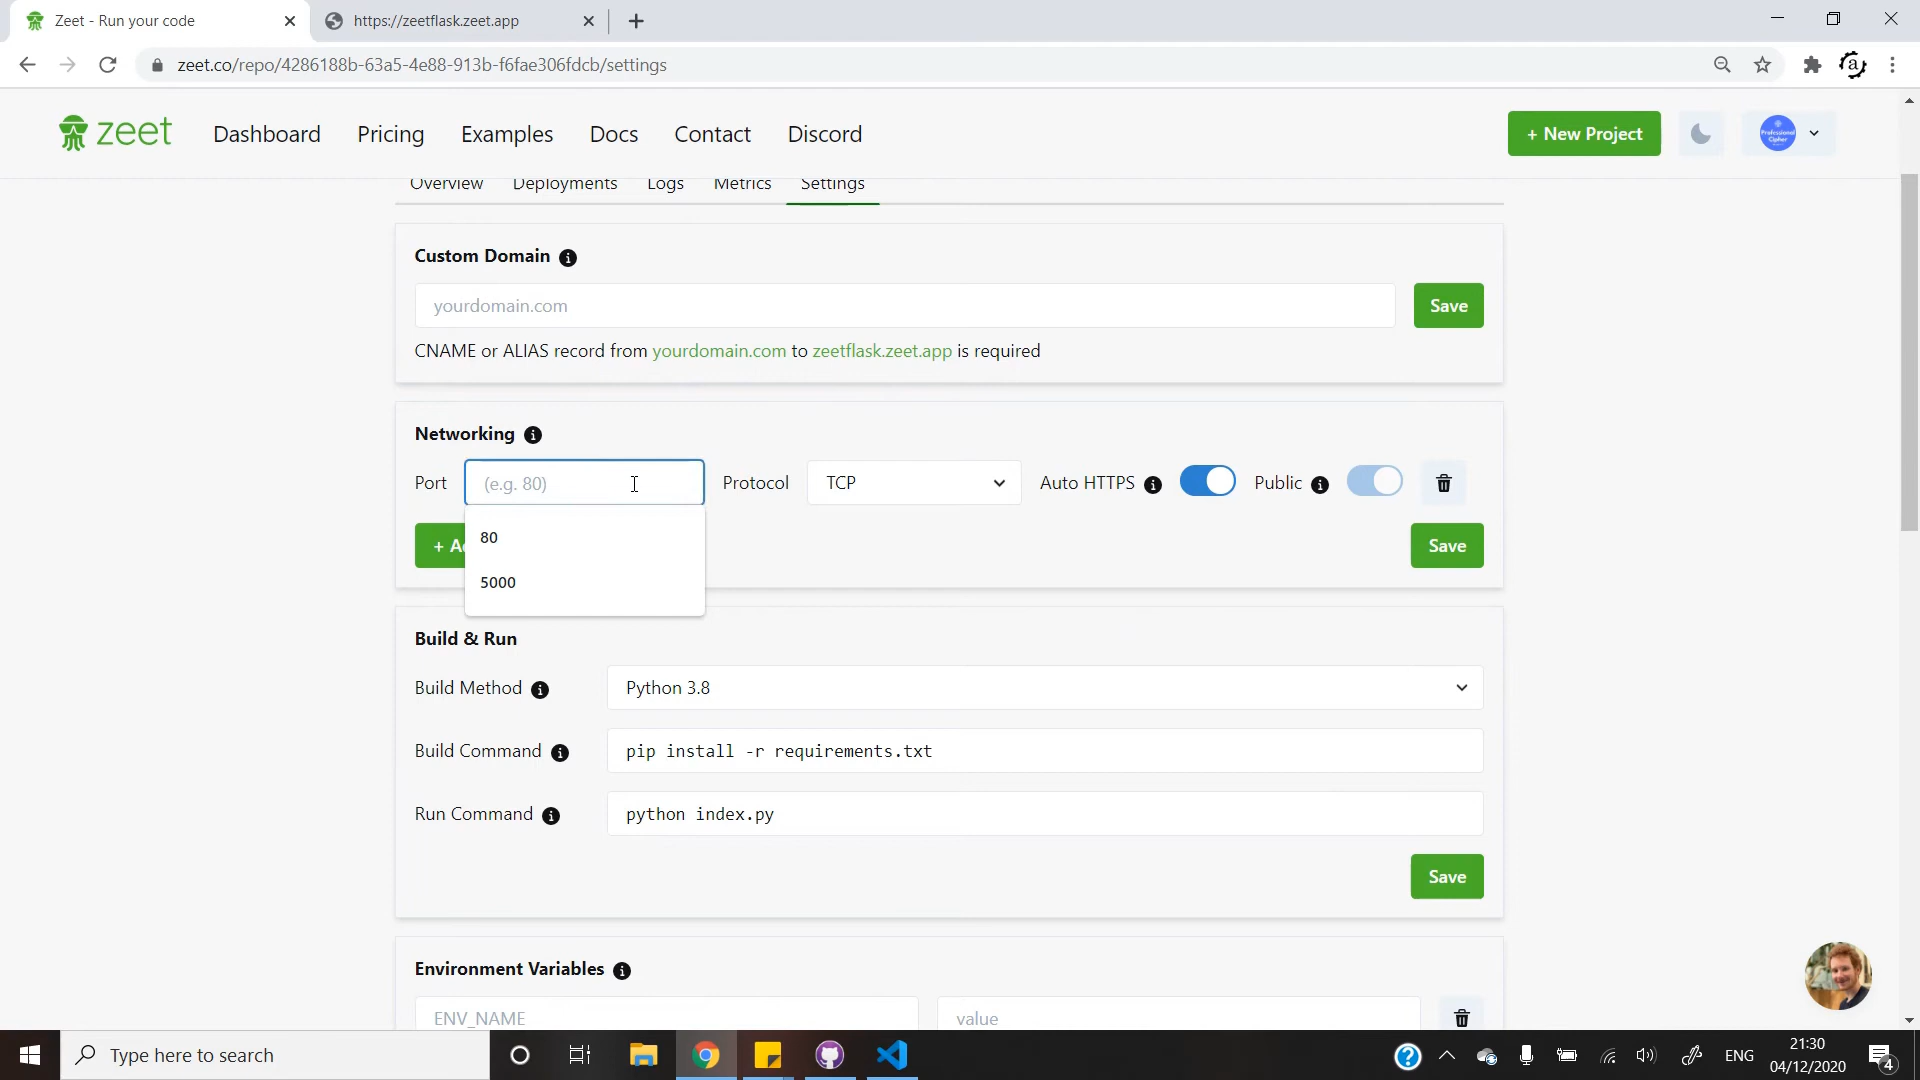 Zeet - Run your code
https://zeetflask.zeet.app
zeet.co/repo/4286188b-63a5-4e88-913b-f6fae306fdcb/settings
zeet
Dashboard
Pricing
Examples
Docs
Contact
Discord
+ New Project
Professional
Cipher
Overview
Deployments
Logs
Metrics
Settings
Custom Domain
yourdomain.com
Save
CNAME or ALIAS record from yourdomain.com to zeetflask.zeet.app is required
Networking
Port
(e.g. 80)
Protocol
TCP
Auto HTTPS
Public
80
5000
+ A
Save
Build & Run
Build Method
Python 3.8
Build Command
pip install -r requirements.txt
Run Command
python index.py
Save
Environment Variables
ENV_NAME
value
Type here to search
ENG
21:30
04/12/2020
4